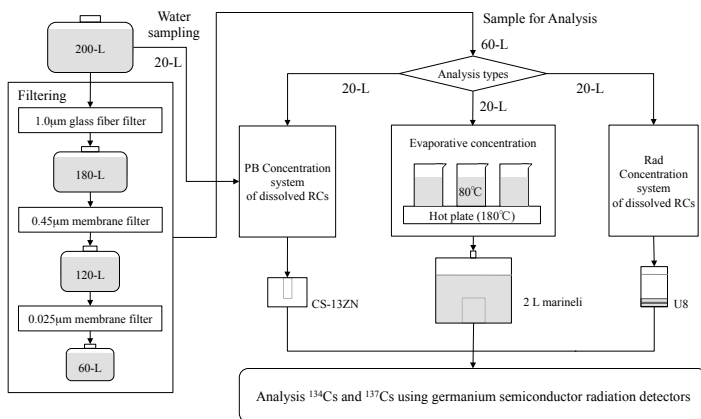 Water
sampling
200-L
20-L
Filtering
1.0μm glass fiber filter
180-L
0.45μm membrane filter
120-L
0.025μm membrane filter
60-L
Sample for Analysis
60-L
Analysis types
20-L
20-L
20-L
PB Concentration
system
of dissolved RCs
Evaporative concentration
80℃
Hot plate (180℃)
Rad
Concentration
system
of dissolved RCs
CS-13ZN
2 L marineli
U8
Analysis ¹³⁴Cs and ¹³⁷Cs using germanium semiconductor radiation detectors